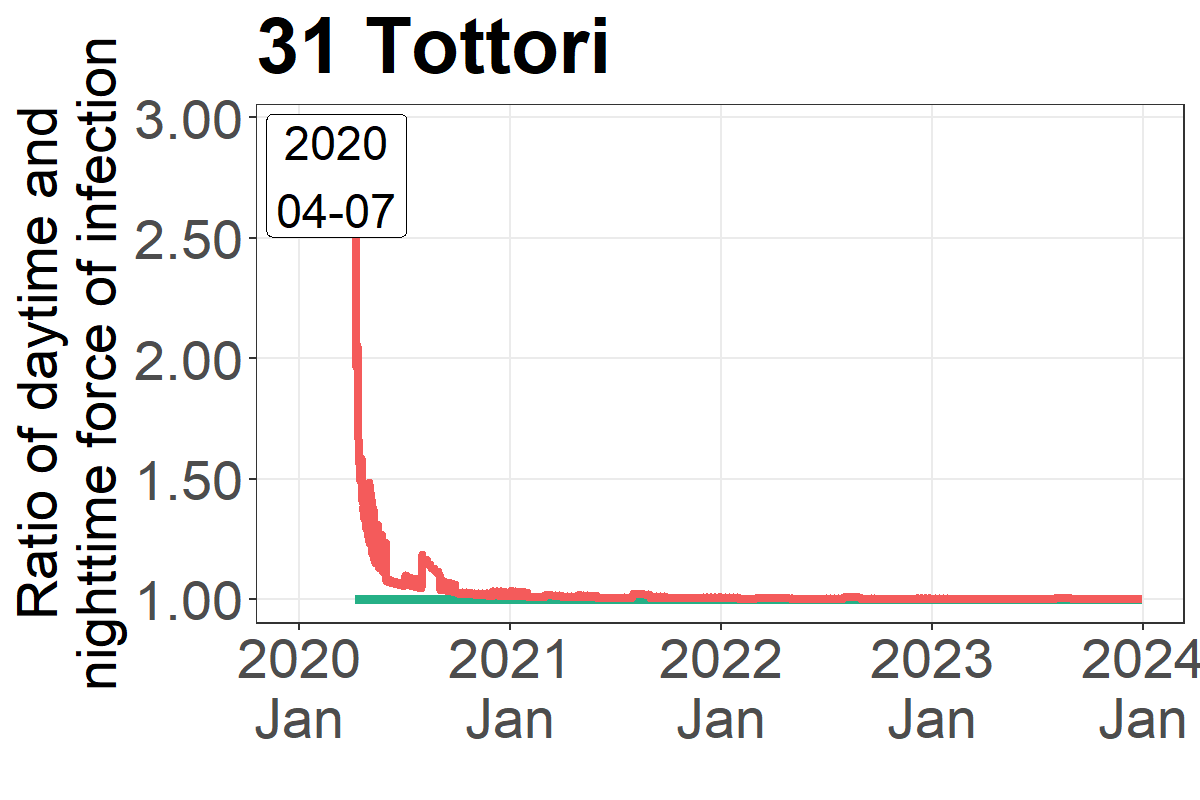 31 Tottori
Ratio of daytime and
nighttime force of infection
3.00
2.50
2.00
1.50
1.00
2020
04-07
2020
Jan
2021
Jan
2022
Jan
2023
Jan
2024
Jan